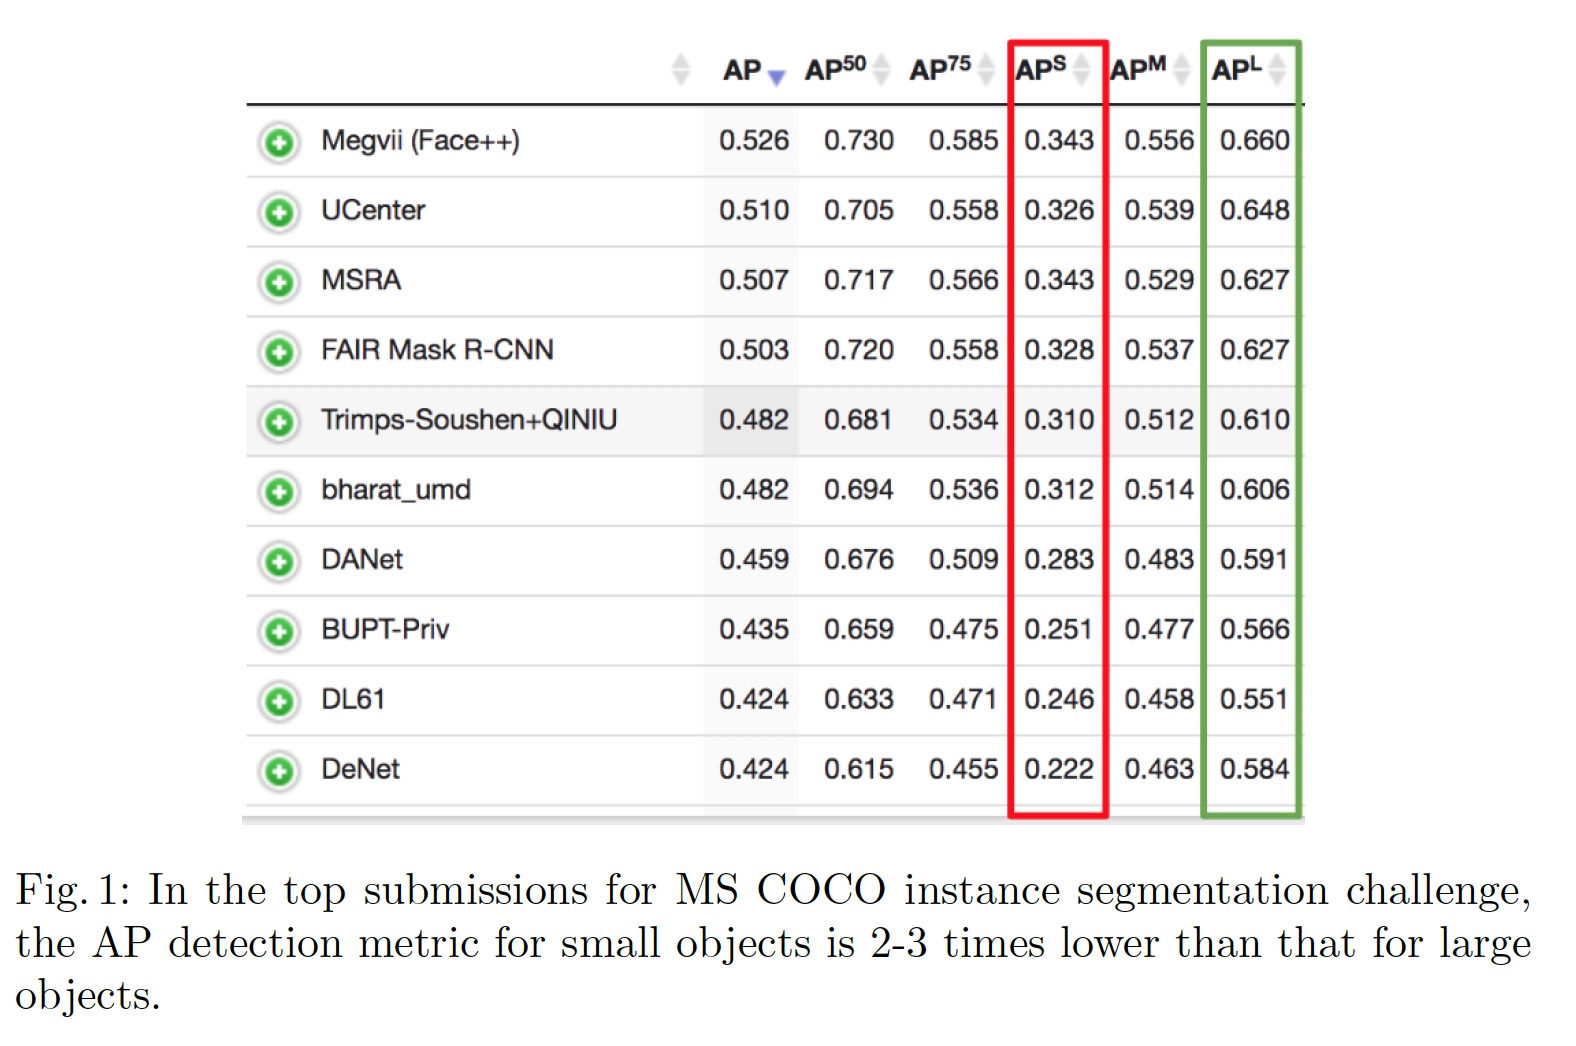 AP AP50 AP75 APS APM APL
Megvii (Face++) 0.526 0.730 0.585 0.343 0.556 0.660
UCenter 0.510 0.705 0.558 0.326 0.539 0.648
MSRA 0.507 0.717 0.566 0.343 0.529 0.627
FAIR Mask R-CNN 0.503 0.720 0.558 0.328 0.537 0.627
Trimps-Soushen+QINIU 0.482 0.681 0.534 0.310 0.512 0.610
bharat_umd 0.482 0.694 0.536 0.312 0.514 0.606
DANet 0.459 0.676 0.509 0.283 0.483 0.591
BUPT-Priv 0.435 0.659 0.475 0.251 0.477 0.566
DL61 0.424 0.633 0.471 0.246 0.458 0.551
DeNet 0.424 0.615 0.455 0.222 0.463 0.584
Fig. 1: In the top submissions for MS COCO instance segmentation challenge,
the AP detection metric for small objects is 2-3 times lower than that for large
objects.